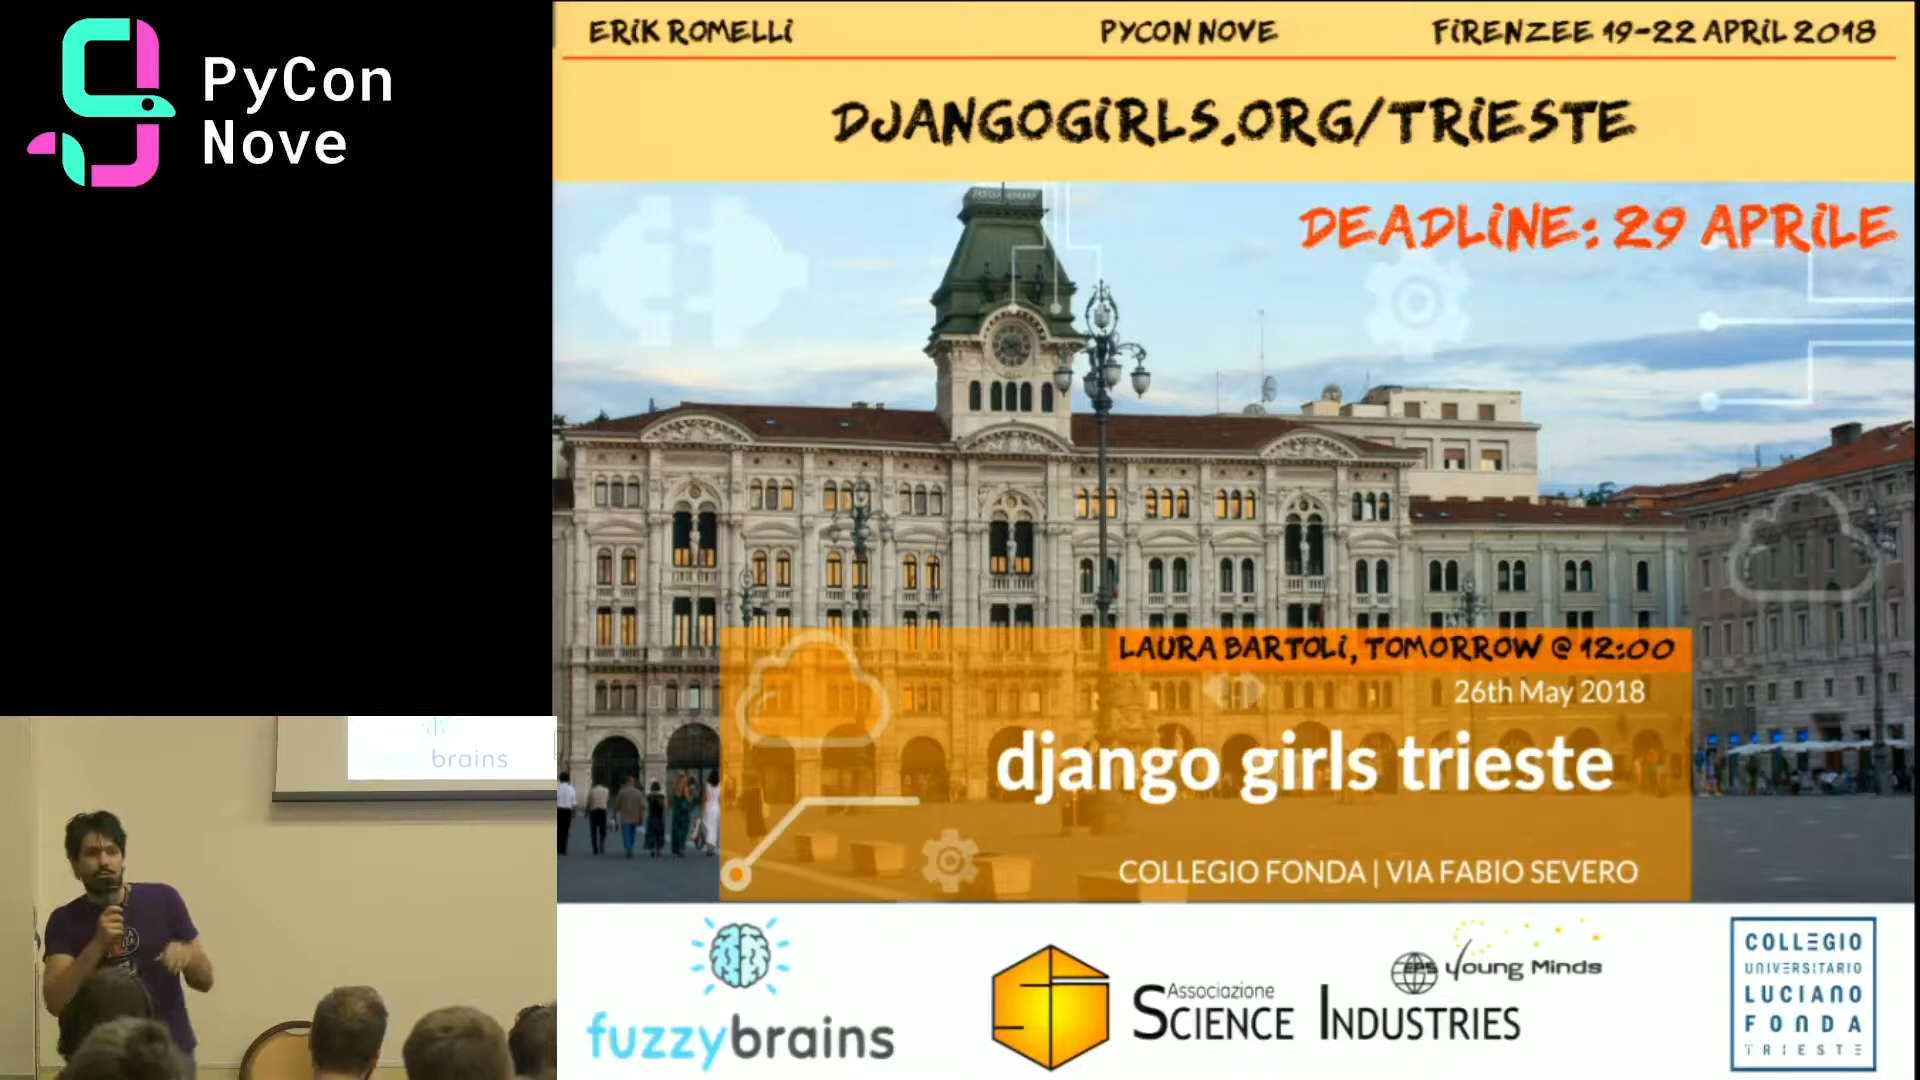 PyCon
Nove
ERIK ROMELLI
PYCON NOVE
FIRENZEE 19-22 APRIL 2018
DJANGOGIRLS.ORG/TRIESTE
DEADLINE: 29 APRILE
LAURA BARTOLI, TOMORROW @ 12:00
26th May 2018
django girls trieste
COLLEGIO FONDA | VIA FABIO SEVERO
brains
fuzzybrains
Associazione
SCIENCE INDUSTRIES
EPS Young Minds
COLLEGIO
UNIVERSITARIO
LUCIANO
FONDA
TRIESTE